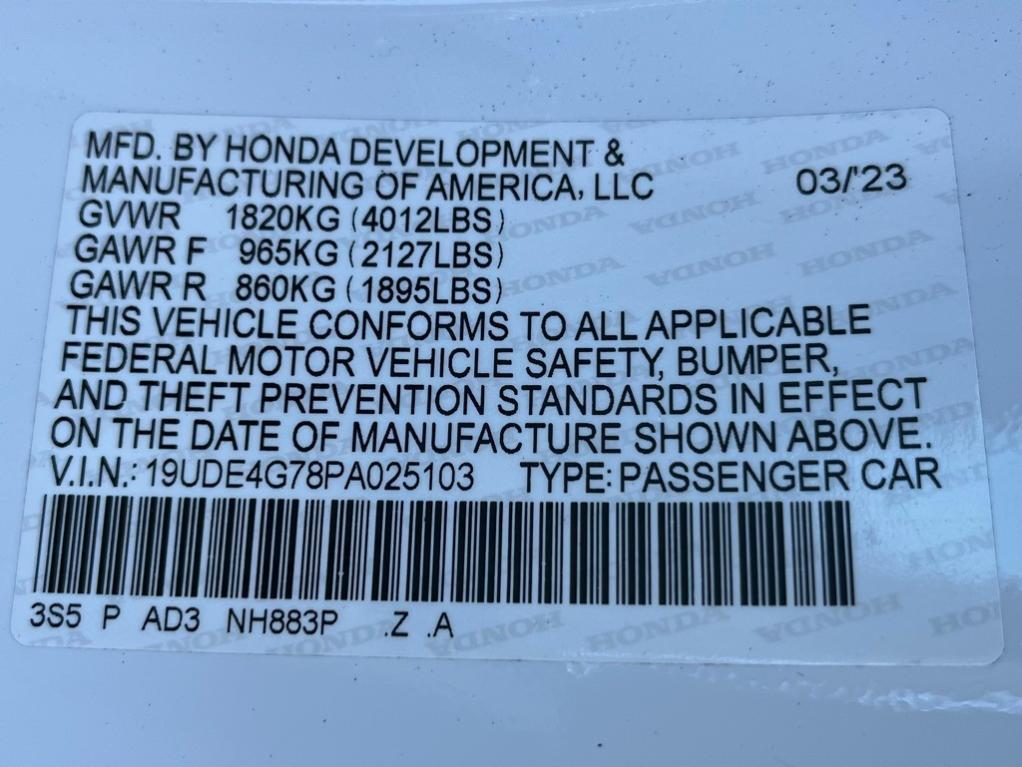 MFD. BY HONDA DEVELOPMENT &
MANUFACTURING OF AMERICA, LLC 03/'23
GVWR 1820KG (4012LBS)
GAWR F 965KG (2127LBS)
GAWR R 860KG (1895LBS)
THIS VEHICLE CONFORMS TO ALL APPLICABLE
FEDERAL MOTOR VEHICLE SAFETY, BUMPER,
AND THEFT PREVENTION STANDARDS IN EFFECT
ON THE DATE OF MANUFACTURE SHOWN ABOVE.
V.I.N.: 19UDE4G78PA025103 TYPE: PASSENGER CAR
3S5 P AD3 NH883P .Z .A